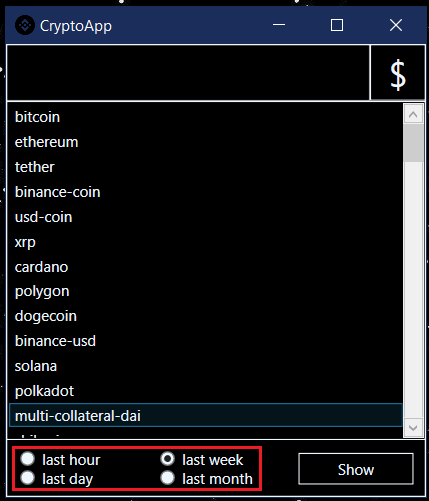 CryptoApp
$
bitcoin
ethereum
tether
binance-coin
usd-coin
xrp
cardano
polygon
dogecoin
binance-usd
solana
polkadot
multi-collateral-dai
last hour last week
last day last month
Show